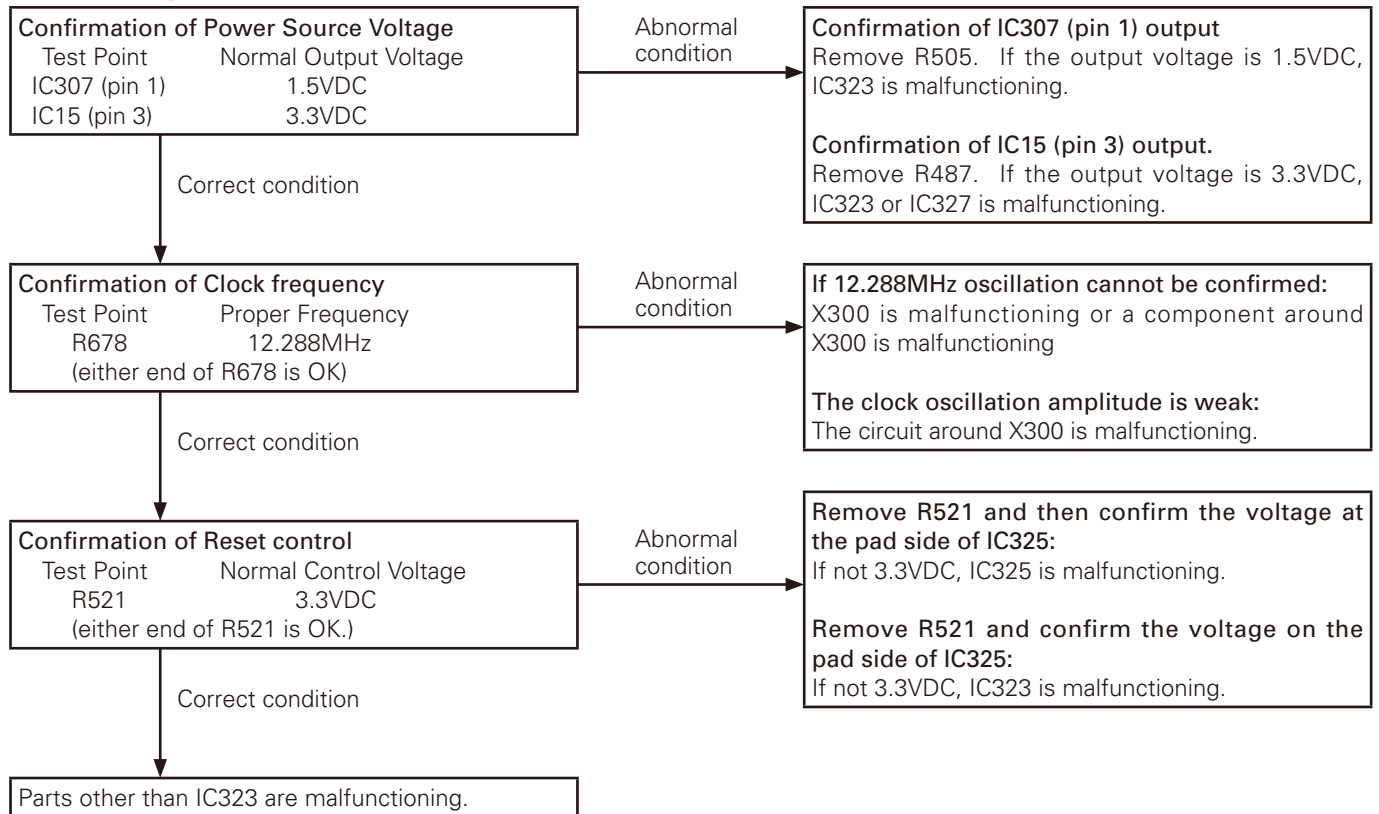 Confirmation of Power Source Voltage
Test Point Normal Output Voltage
IC307 (pin 1) 1.5VDC
IC15 (pin 3) 3.3VDC
Abnormal
condition
Confirmation of IC307 (pin 1) output
Remove R505. If the output voltage is 1.5VDC,
IC323 is malfunctioning.
Confirmation of IC15 (pin 3) output.
Remove R487. If the output voltage is 3.3VDC,
IC323 or IC327 is malfunctioning.
Correct condition
Confirmation of Clock frequency
Test Point Proper Frequency
R678 12.288MHz
(either end of R678 is OK)
Abnormal
condition
If 12.288MHz oscillation cannot be confirmed:
X300 is malfunctioning or a component around
X300 is malfunctioning
The clock oscillation amplitude is weak:
The circuit around X300 is malfunctioning.
Correct condition
Confirmation of Reset control
Test Point Normal Control Voltage
R521 3.3VDC
(either end of R521 is OK.)
Abnormal
condition
Remove R521 and then confirm the voltage at
the pad side of IC325:
If not 3.3VDC, IC325 is malfunctioning.
Remove R521 and confirm the voltage on the
pad side of IC325:
If not 3.3VDC, IC323 is malfunctioning.
Correct condition
Parts other than IC323 are malfunctioning.